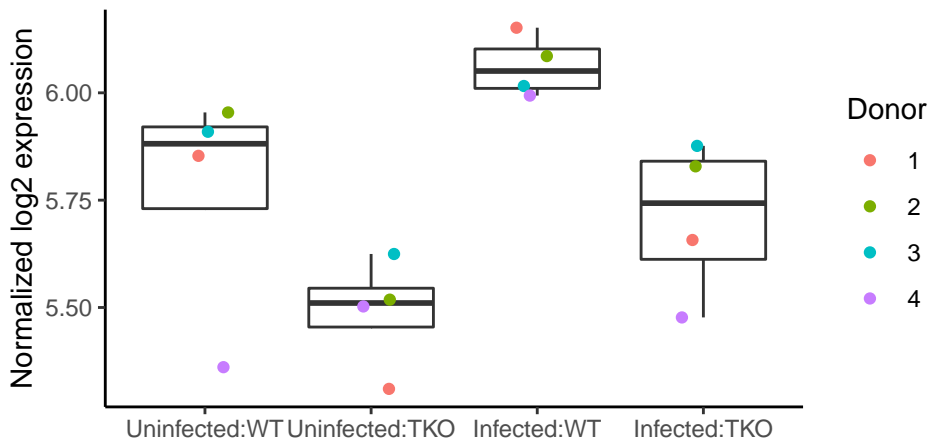 Normalized log2 expression
6.00
5.75
5.50
Uninfected:WT
Uninfected:TKO
Infected:WT
Infected:TKO
Donor
1
2
3
4